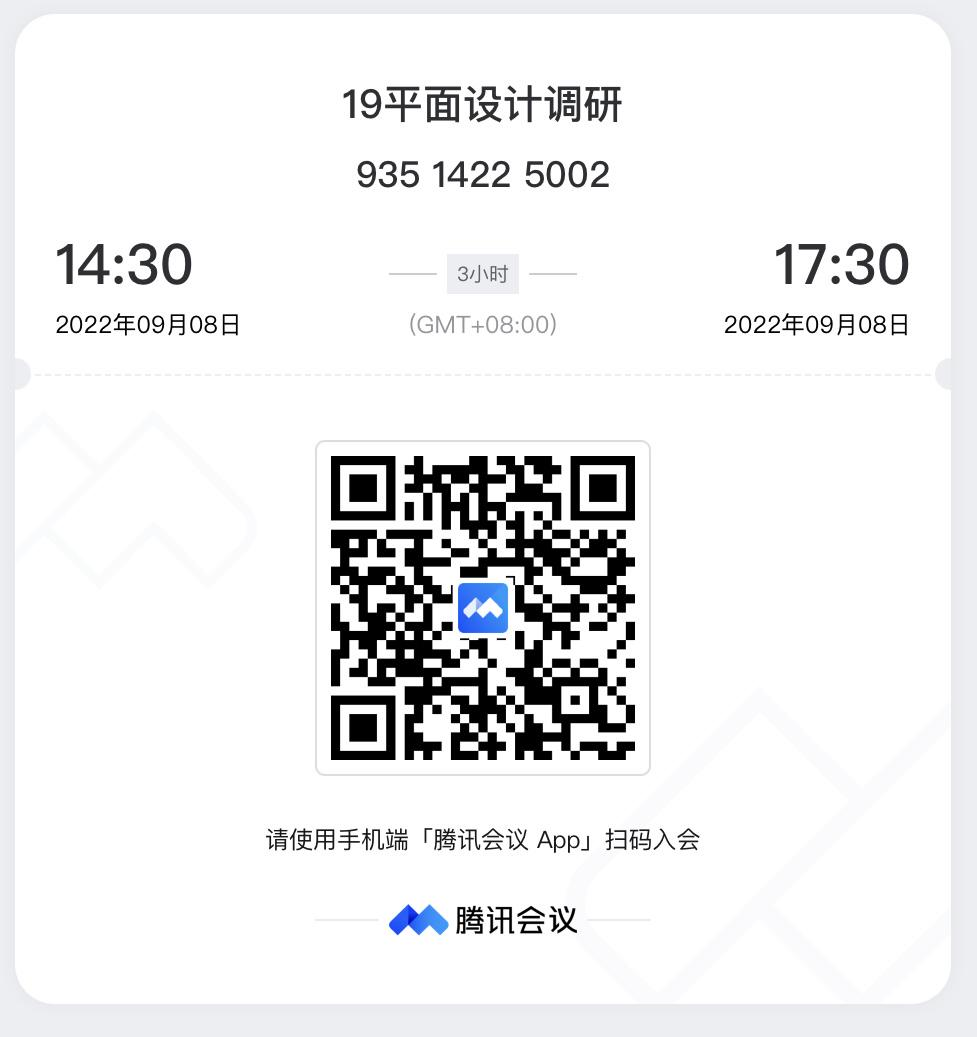 19平面设计调研
935 1422 5002
14:30
3小时
17:30
2022年09月08日
(GMT+08:00)
2022年09月08日
请使用手机端「腾讯会议 App」扫码入会
腾讯会议